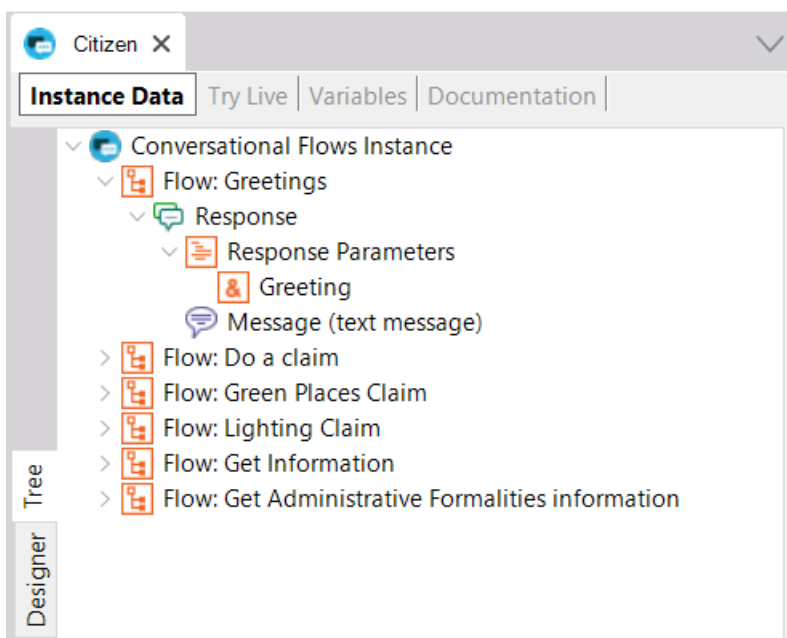 Citizen
Instance Data Try Live Variables Documentation
Conversational Flows Instance
Flow: Greetings
Response
Response Parameters
& Greeting
Message (text message)
Flow: Do a claim
Flow: Green Places Claim
Flow: Lighting Claim
Flow: Get Information
Flow: Get Administrative Formalities information
Tree
Designer